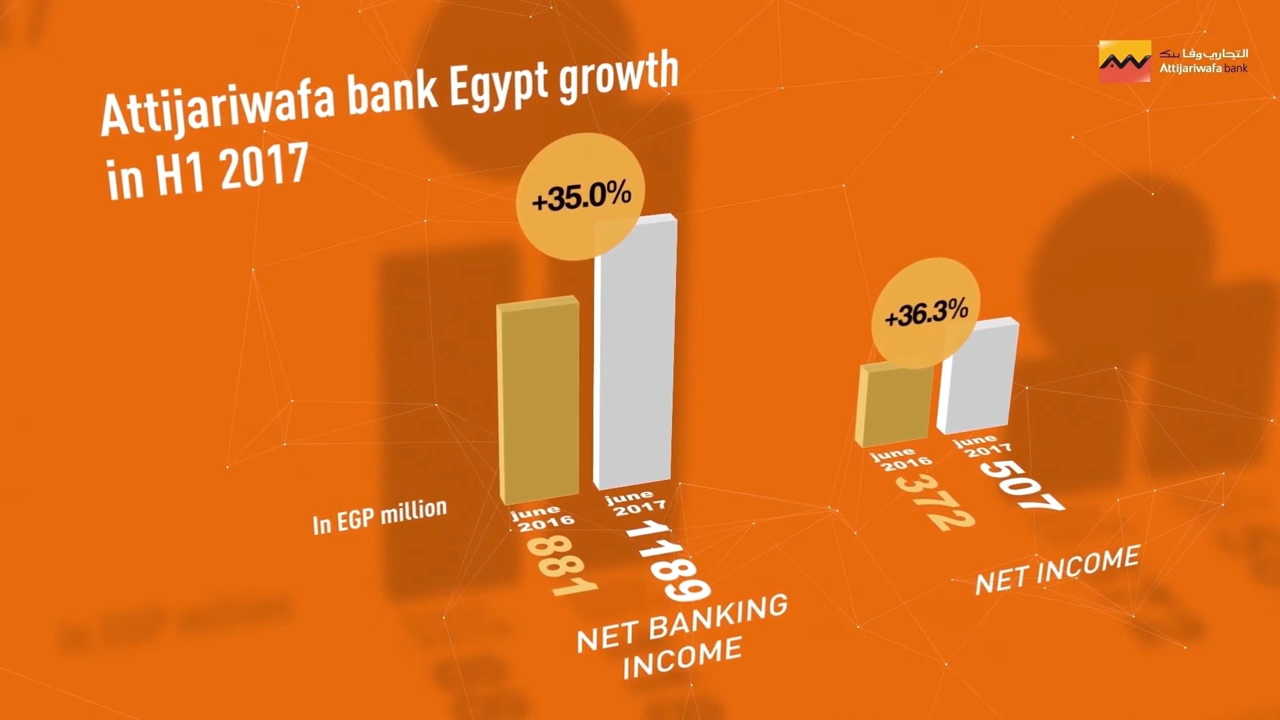 Attijariwafa bank Egypt growth
in H1 2017
التجاري وفا بنك
Attijariwafa bank
+35.0%
+36.3%
In EGP million
june
2016
881
june
2017
1189
NET BANKING
INCOME
june
2016
372
june
2017
507
NET INCOME